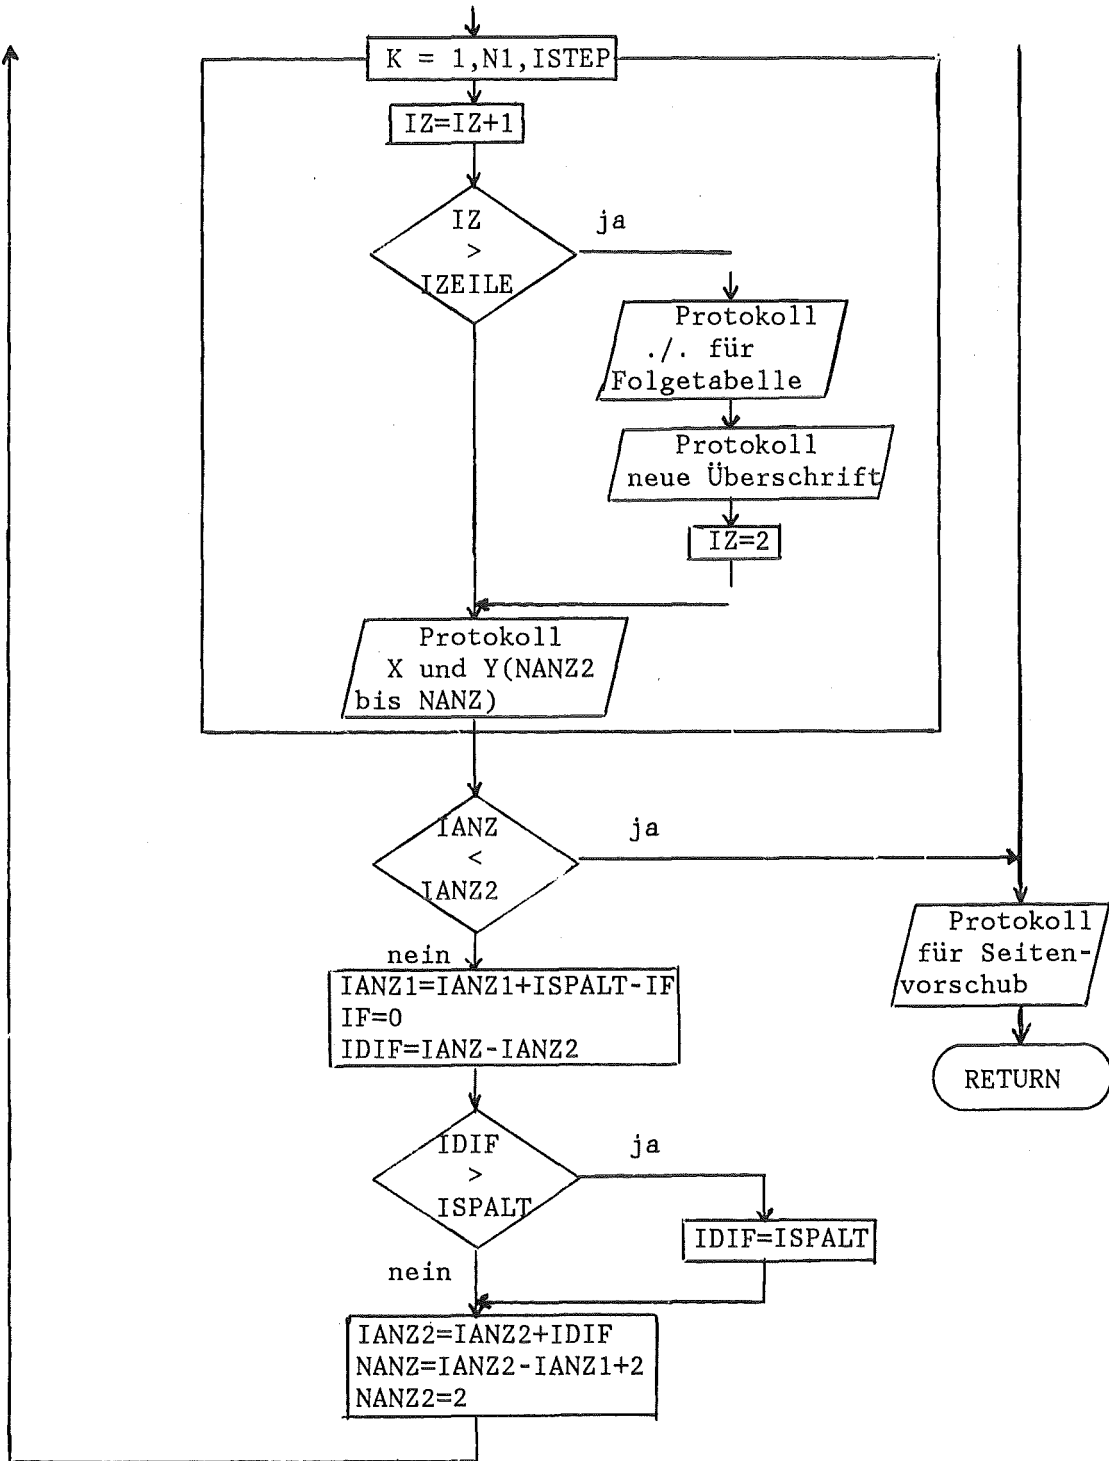 K = 1,N1,ISTEP
IZ=IZ+1
IZ
>
IZEILE
ja
Protokoll
./. für
Folgetabelle
Protokoll
neue Überschrift
IZ=2
Protokoll
X und Y(NANZ2
bis NANZ)
IANZ
<
IANZ2
ja
nein
Protokoll
für Seiten-
vorschub
RETURN
IANZ1=IANZ1+ISPALT-IF
IF=0
IDIF=IANZ-IANZ2
IDIF
>
ISPALT
ja
IDIF=ISPALT
nein
IANZ2=IANZ2+IDIF
NANZ=IANZ2-IANZ1+2
NANZ2=2